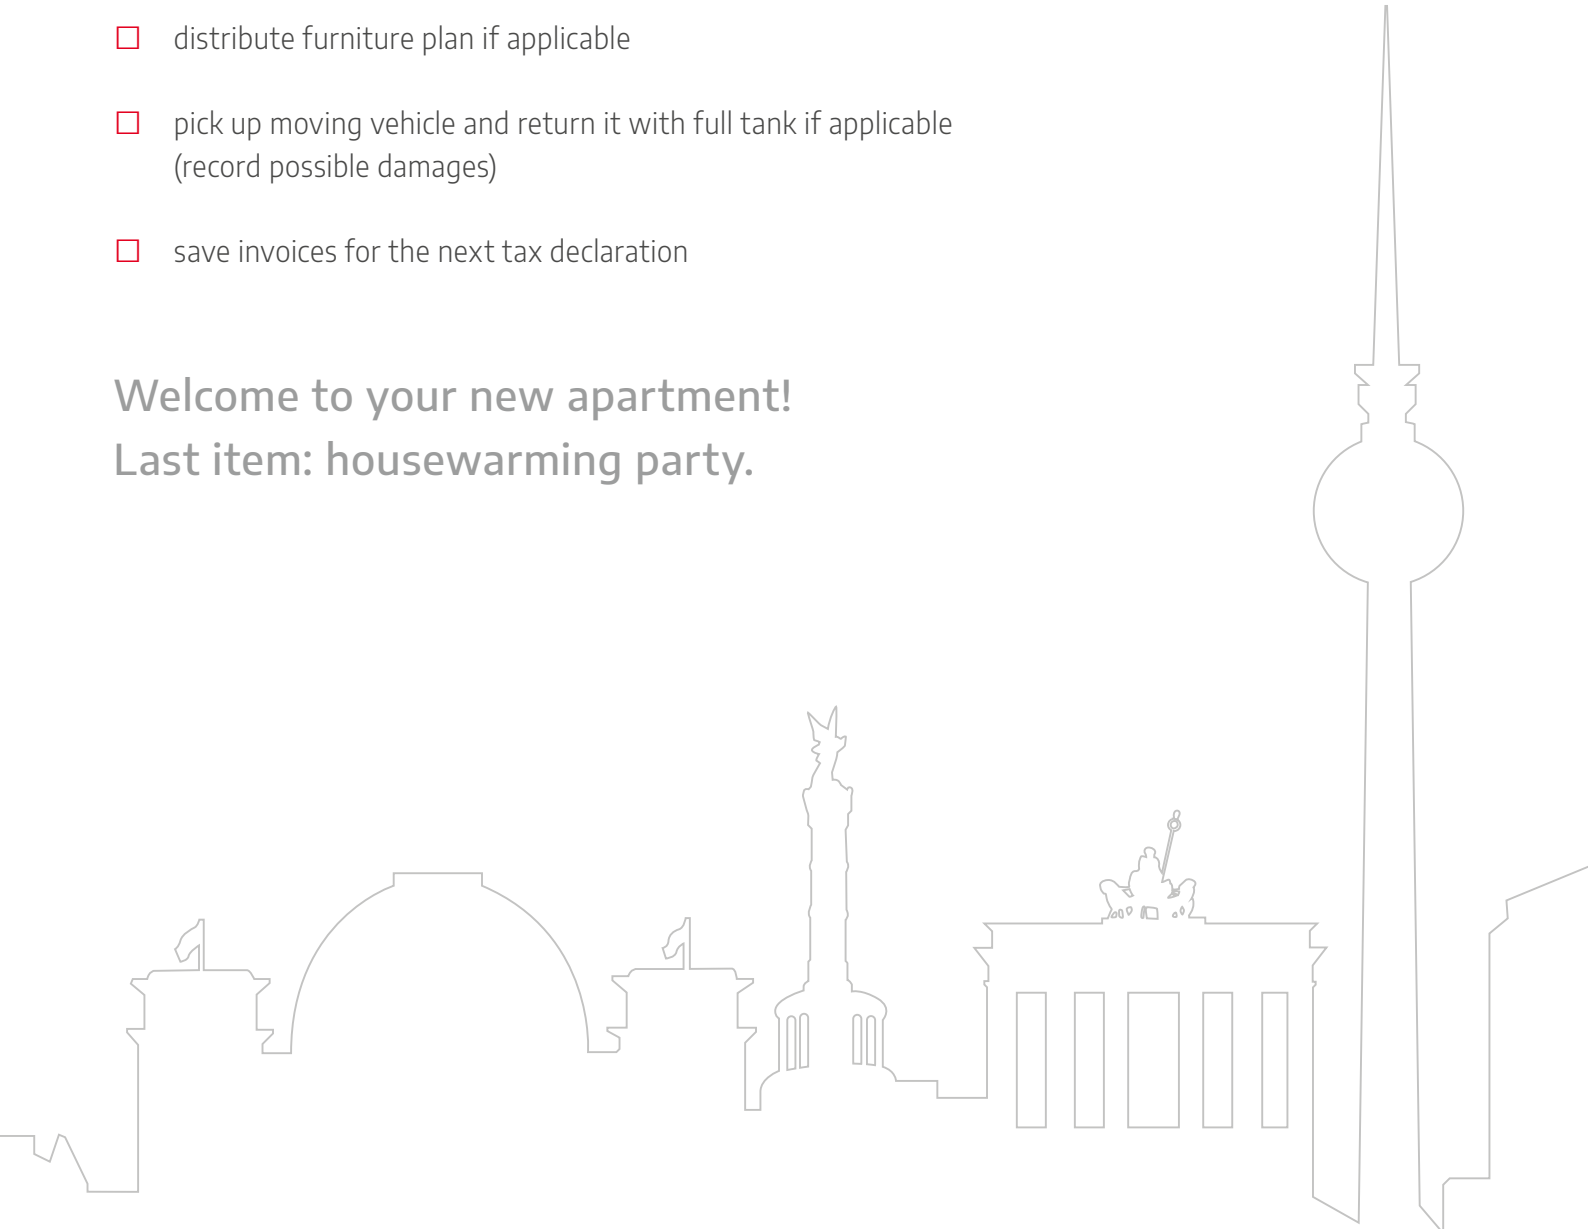 distribute furniture plan if applicable
pick up moving vehicle and return it with full tank if applicable
(record possible damages)
save invoices for the next tax declaration
Welcome to your new apartment!
Last item: housewarming party.